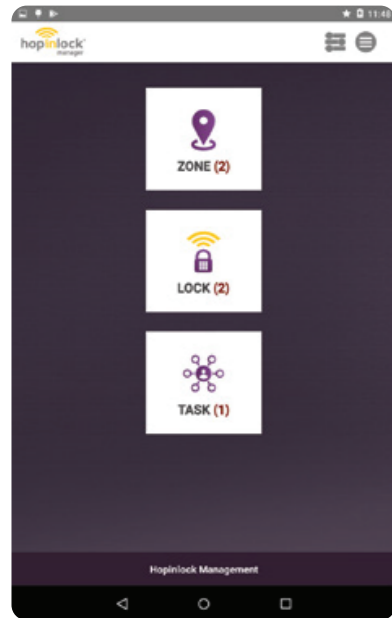 11:48
hopinlock
manager
ZONE (2)
LOCK (2)
TASK (1)
Hopinlock Management